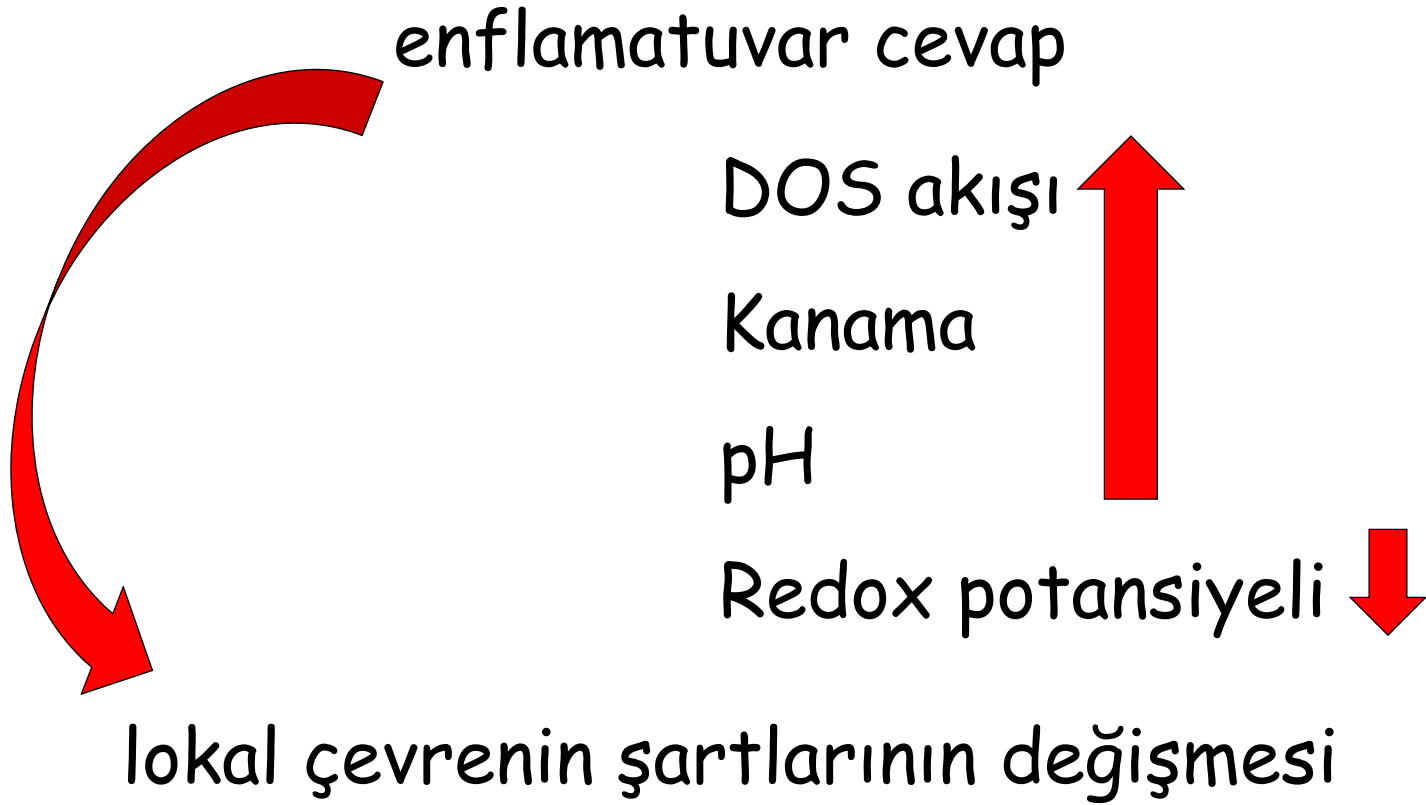 enflamatuvar cevap
DOS akışı
Kanama
pH
Redox potansiyeli
lokal çevrenin şartlarının değişmesi